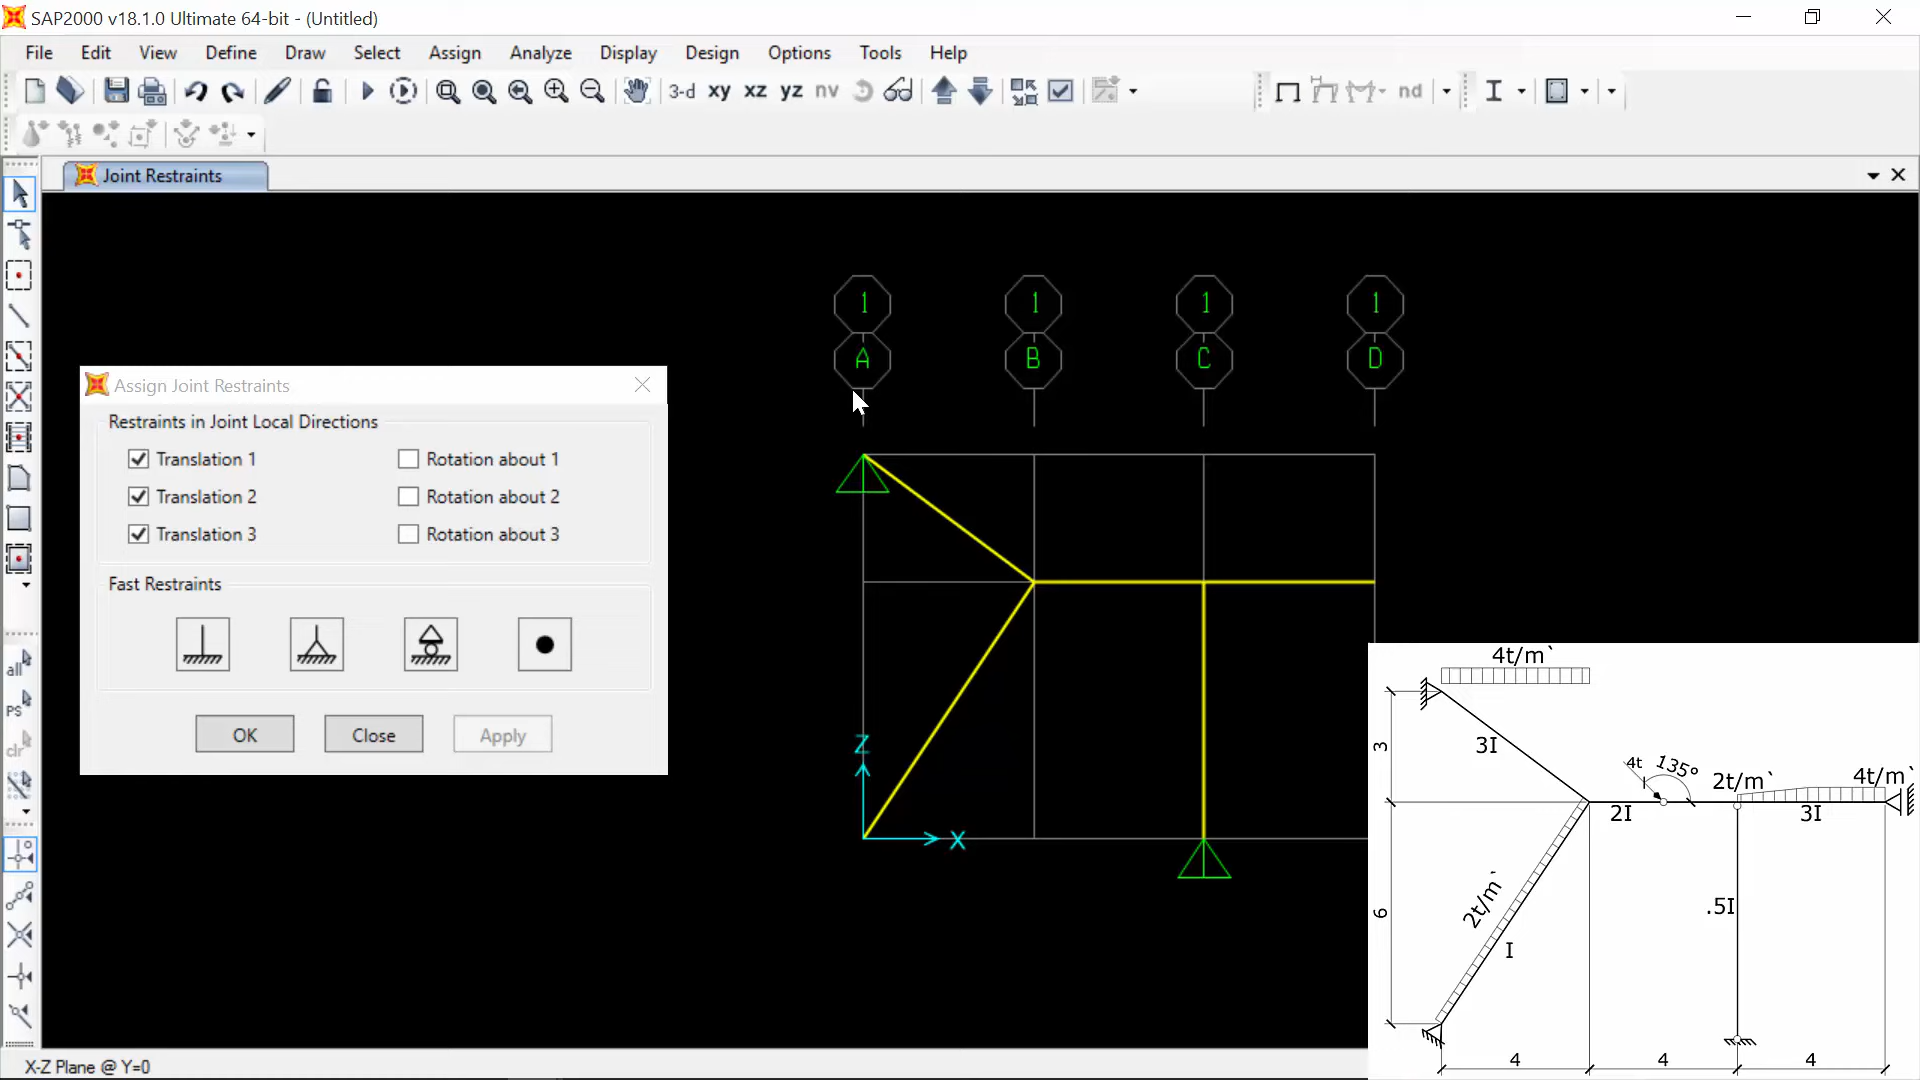 SAP2000 v18.1.0 Ultimate 64-bit - (Untitled)
File Edit View Define Draw Select Assign Analyze Display Design Options Tools Help
3-d xy xz yz nv nd
Joint Restraints
1 1 1 1
A B C D
Assign Joint Restraints
Restraints in Joint Local Directions
Translation 1 Rotation about 1
Translation 2 Rotation about 2
Translation 3 Rotation about 3
Fast Restraints
OK Close Apply
all
PS
clr
Z
X
4t/m`
3
3I
4t 135° 2t/m` 4t/m`
2I 3I
2t/m`
.5I
6
I
4 4 4
X-Z Plane @ Y=0